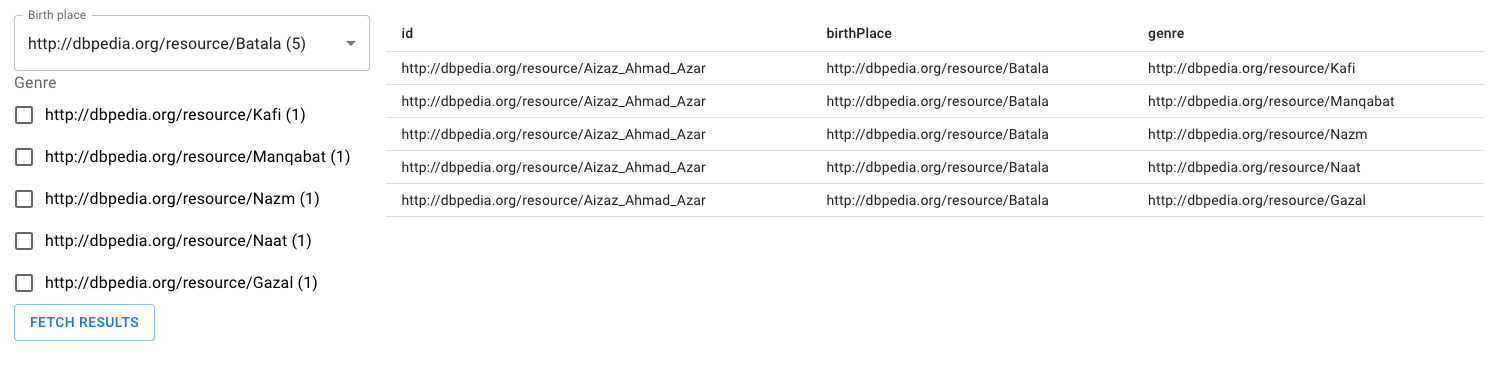 Birth place
http://dbpedia.org/resource/Batala (5)
Genre
http://dbpedia.org/resource/Kafi (1)
http://dbpedia.org/resource/Manqabat (1)
http://dbpedia.org/resource/Nazm (1)
http://dbpedia.org/resource/Naat (1)
http://dbpedia.org/resource/Gazal (1)
FETCH RESULTS
id birthPlace genre
http://dbpedia.org/resource/Aizaz_Ahmad_Azar http://dbpedia.org/resource/Batala http://dbpedia.org/resource/Kafi
http://dbpedia.org/resource/Aizaz_Ahmad_Azar http://dbpedia.org/resource/Batala http://dbpedia.org/resource/Manqabat
http://dbpedia.org/resource/Aizaz_Ahmad_Azar http://dbpedia.org/resource/Batala http://dbpedia.org/resource/Nazm
http://dbpedia.org/resource/Aizaz_Ahmad_Azar http://dbpedia.org/resource/Batala http://dbpedia.org/resource/Naat
http://dbpedia.org/resource/Aizaz_Ahmad_Azar http://dbpedia.org/resource/Batala http://dbpedia.org/resource/Gazal